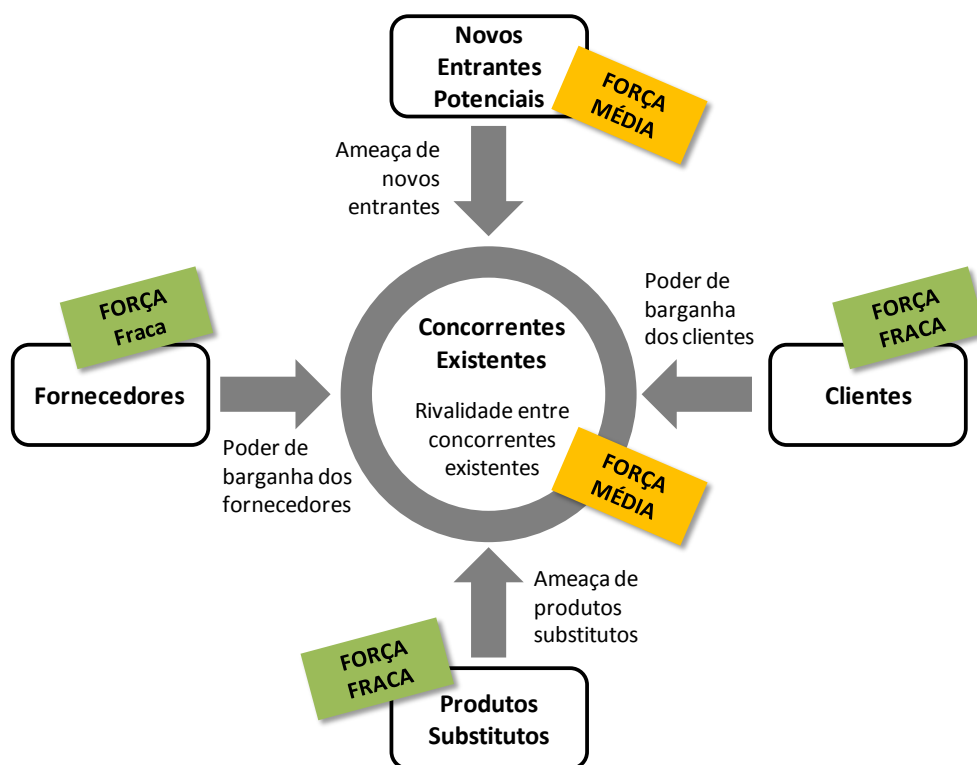 Novos
Entrantes
Potenciais
FORÇA
MÉDIA
Ameaça de
novos
entrantes
FORÇA
Fraca
Fornecedores
Poder de
barganha dos
fornecedores
Concorrentes
Existentes
Rivalidade entre
concorrentes
existentes
FORÇA
MÉDIA
Poder de
barganha
dos clientes
FORÇA
FRACA
Clientes
Ameaça de
produtos
substitutos
FORÇA
FRACA
Produtos
Substitutos